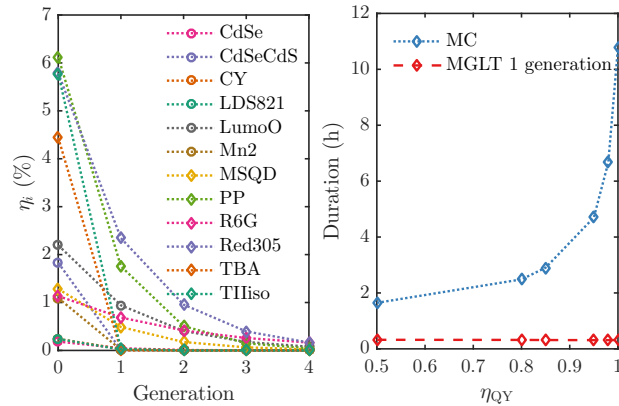 7
6
5
4
3
2
1
0
η_i (%)
0 1 2 3 4
Generation
CdSe
CdSeCdS
CY
LDS821
LumoO
Mn2
MSQD
PP
R6G
Red305
TBA
TIIiso
12
10
8
6
4
2
0
Duration (h)
0.5 0.6 0.7 0.8 0.9 1
η_QY
MC
MGLT 1 generation